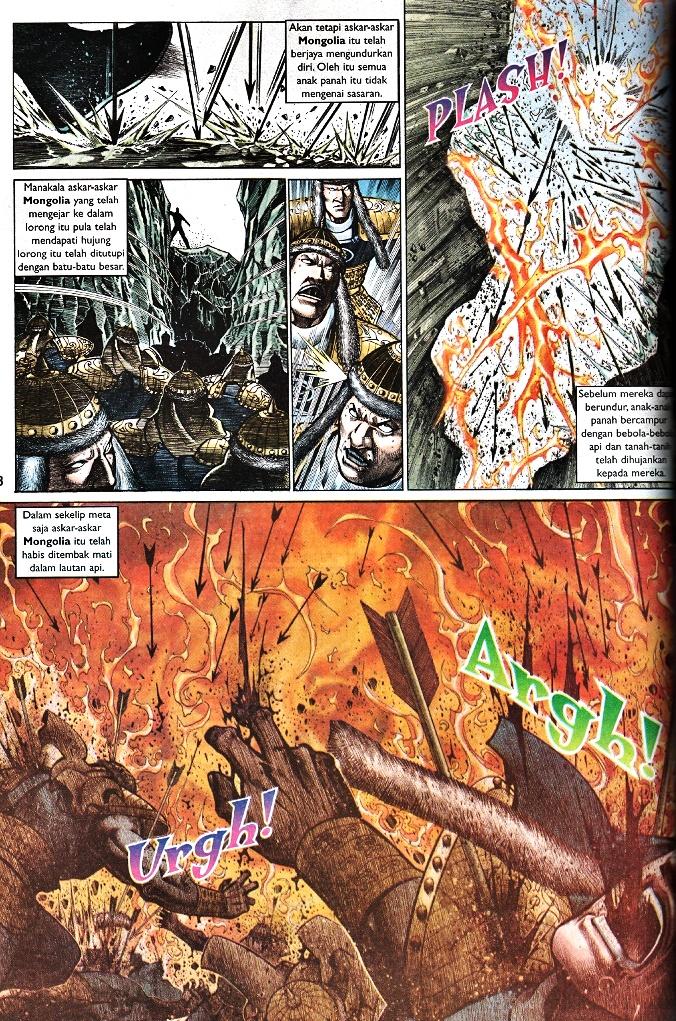 Akan tetapi askar-askar
Mongolia itu telah
berjaya mengundurkan
diri. Oleh itu semua
anak panah itu tidak
mengenai sasaran.
PLASH!
Manakala askar-askar
Mongolia yang telah
mengejar ke dalam
lorong itu pula telah
mendapati hujung
lorong itu telah ditutupi
dengan batu-batu besar.
Sebelum mereka
berundur, anak-
panah bercampur
dengan bebola-
api dan
telah dihujankan
kepada mereka.
3
Dalam sekelip meta
saja askar-askar
Mongolia itu telah
habis ditembak mati
dalam lautan api.
Argh!
Urgh!